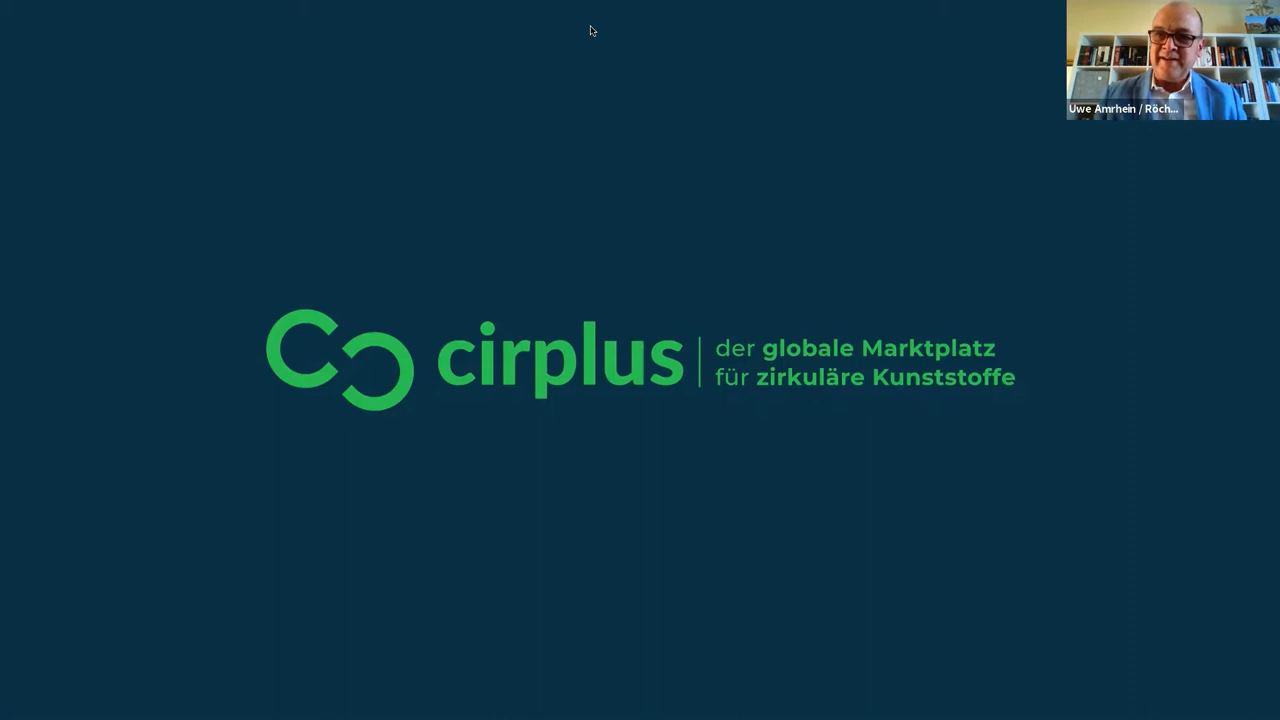 Uwe Amrhein / Röch...
cirplus
der globale Marktplatz
für zirkuläre Kunststoffe